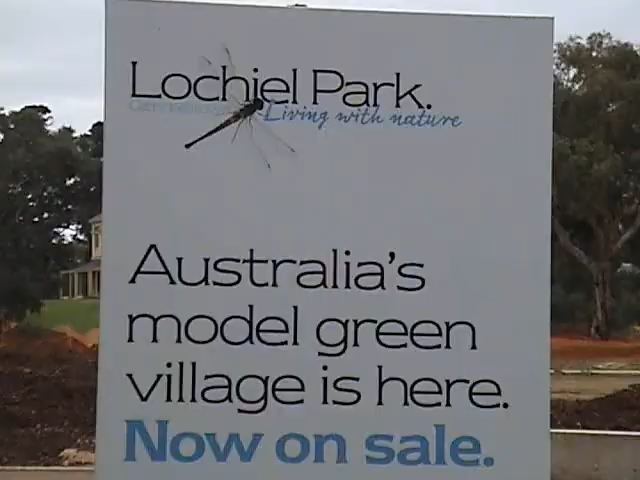 Lochiel Park.
Living with nature
Australia's
model green
village is here.
Now on sale.